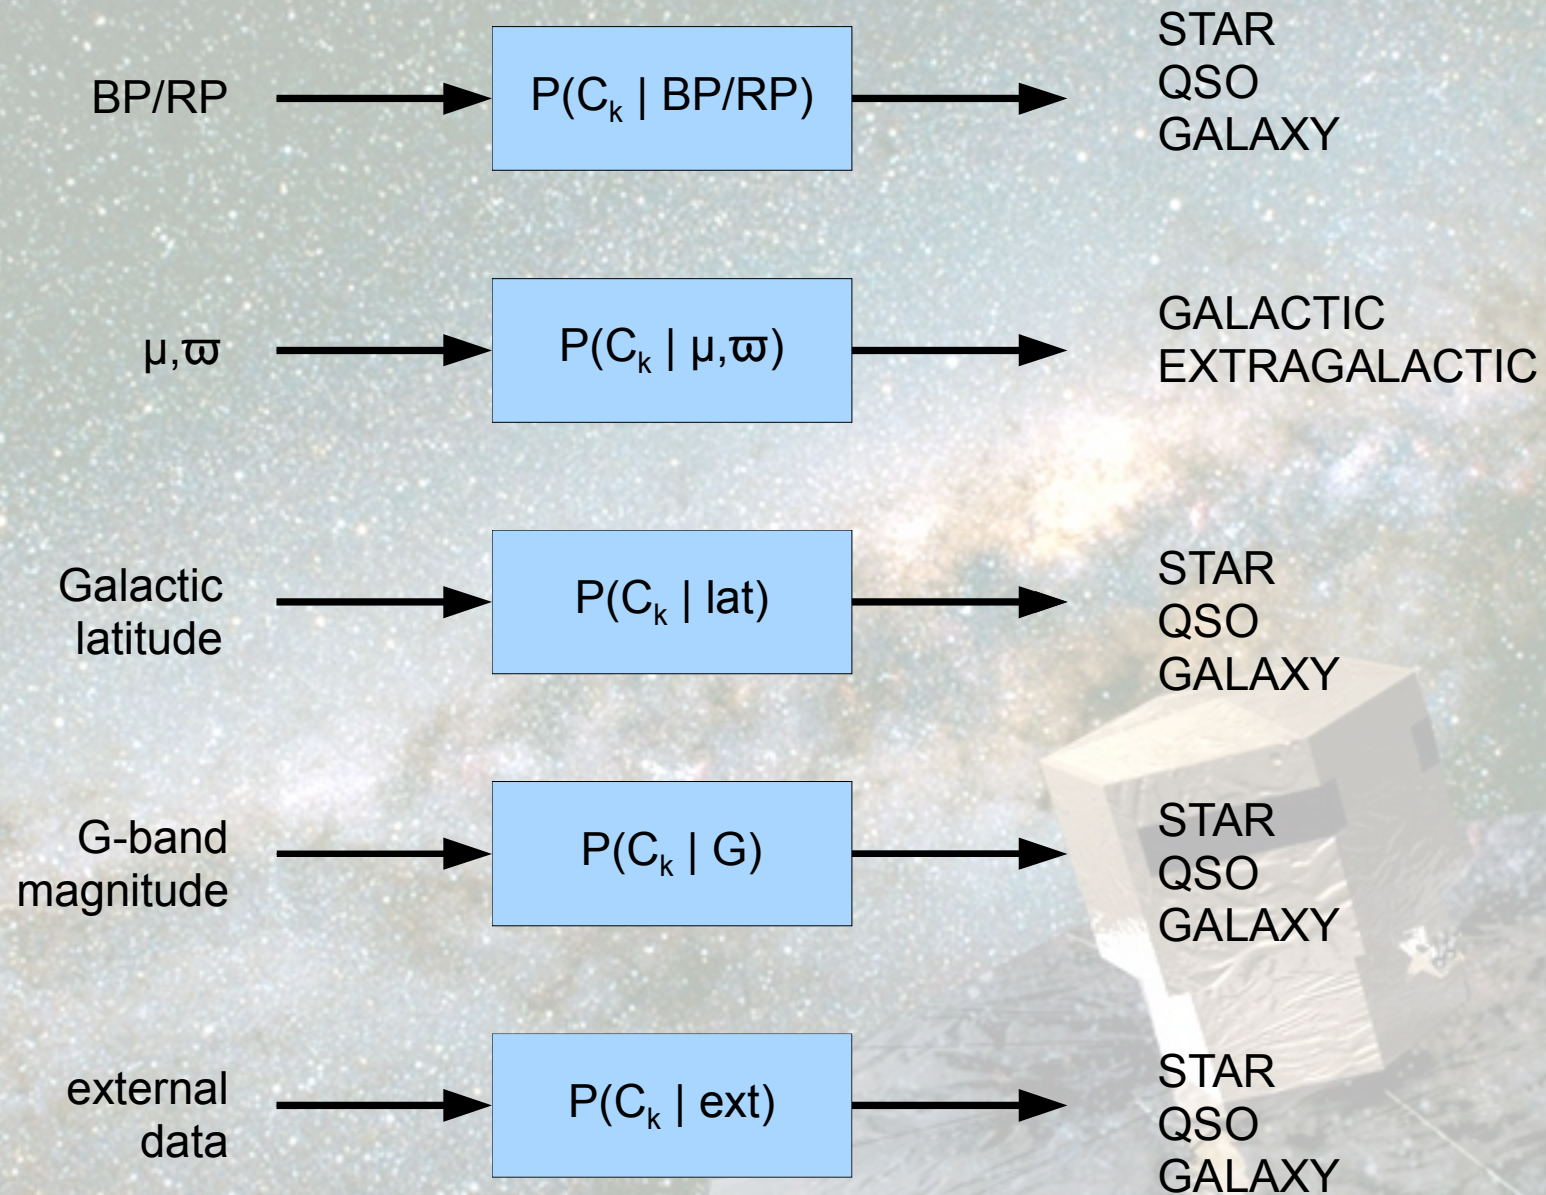 BP/RP
P(Cₖ | BP/RP)
STAR
QSO
GALAXY
μ,ϖ
P(Cₖ | μ,ϖ)
GALACTIC
EXTRAGALACTIC
Galactic
latitude
P(Cₖ | lat)
STAR
QSO
GALAXY
G-band
magnitude
P(Cₖ | G)
STAR
QSO
GALAXY
external
data
P(Cₖ | ext)
STAR
QSO
GALAXY